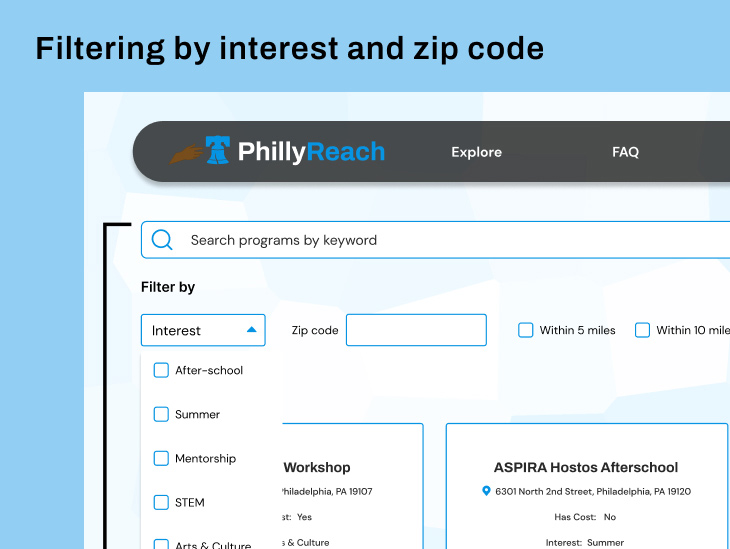 Filtering by interest and zip code
PhillyReach
Explore
FAQ
Search programs by keyword
Filter by
Interest
Zip code
Within 5 miles
Within 10 mile
After-school
Summer
Mentorship
STEM
Arts & Culture
Workshop
Philadelphia, PA 19107
st: Yes
& Culture
ASPIRA Hostos Afterschool
6301 North 2nd Street, Philadelphia, PA 19120
Has Cost: No
Interest: Summer